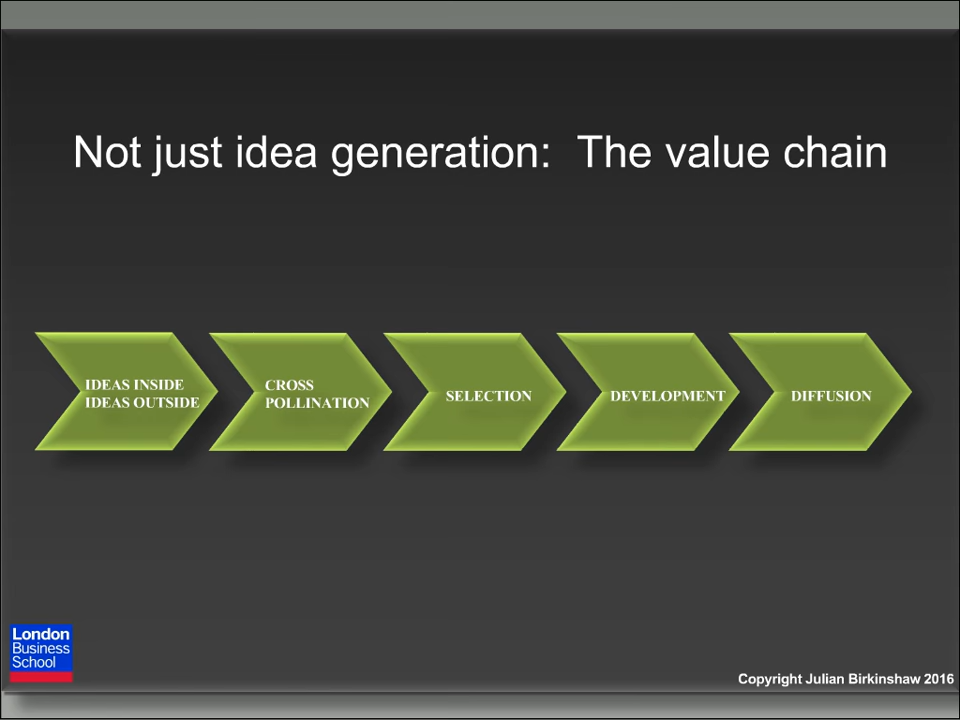 Not just idea generation:  The value chain
IDEAS INSIDE
IDEAS OUTSIDE
CROSS
POLLINATION
SELECTION
DEVELOPMENT
DIFFUSION
London
Business
School
Copyright Julian Birkinshaw 2016